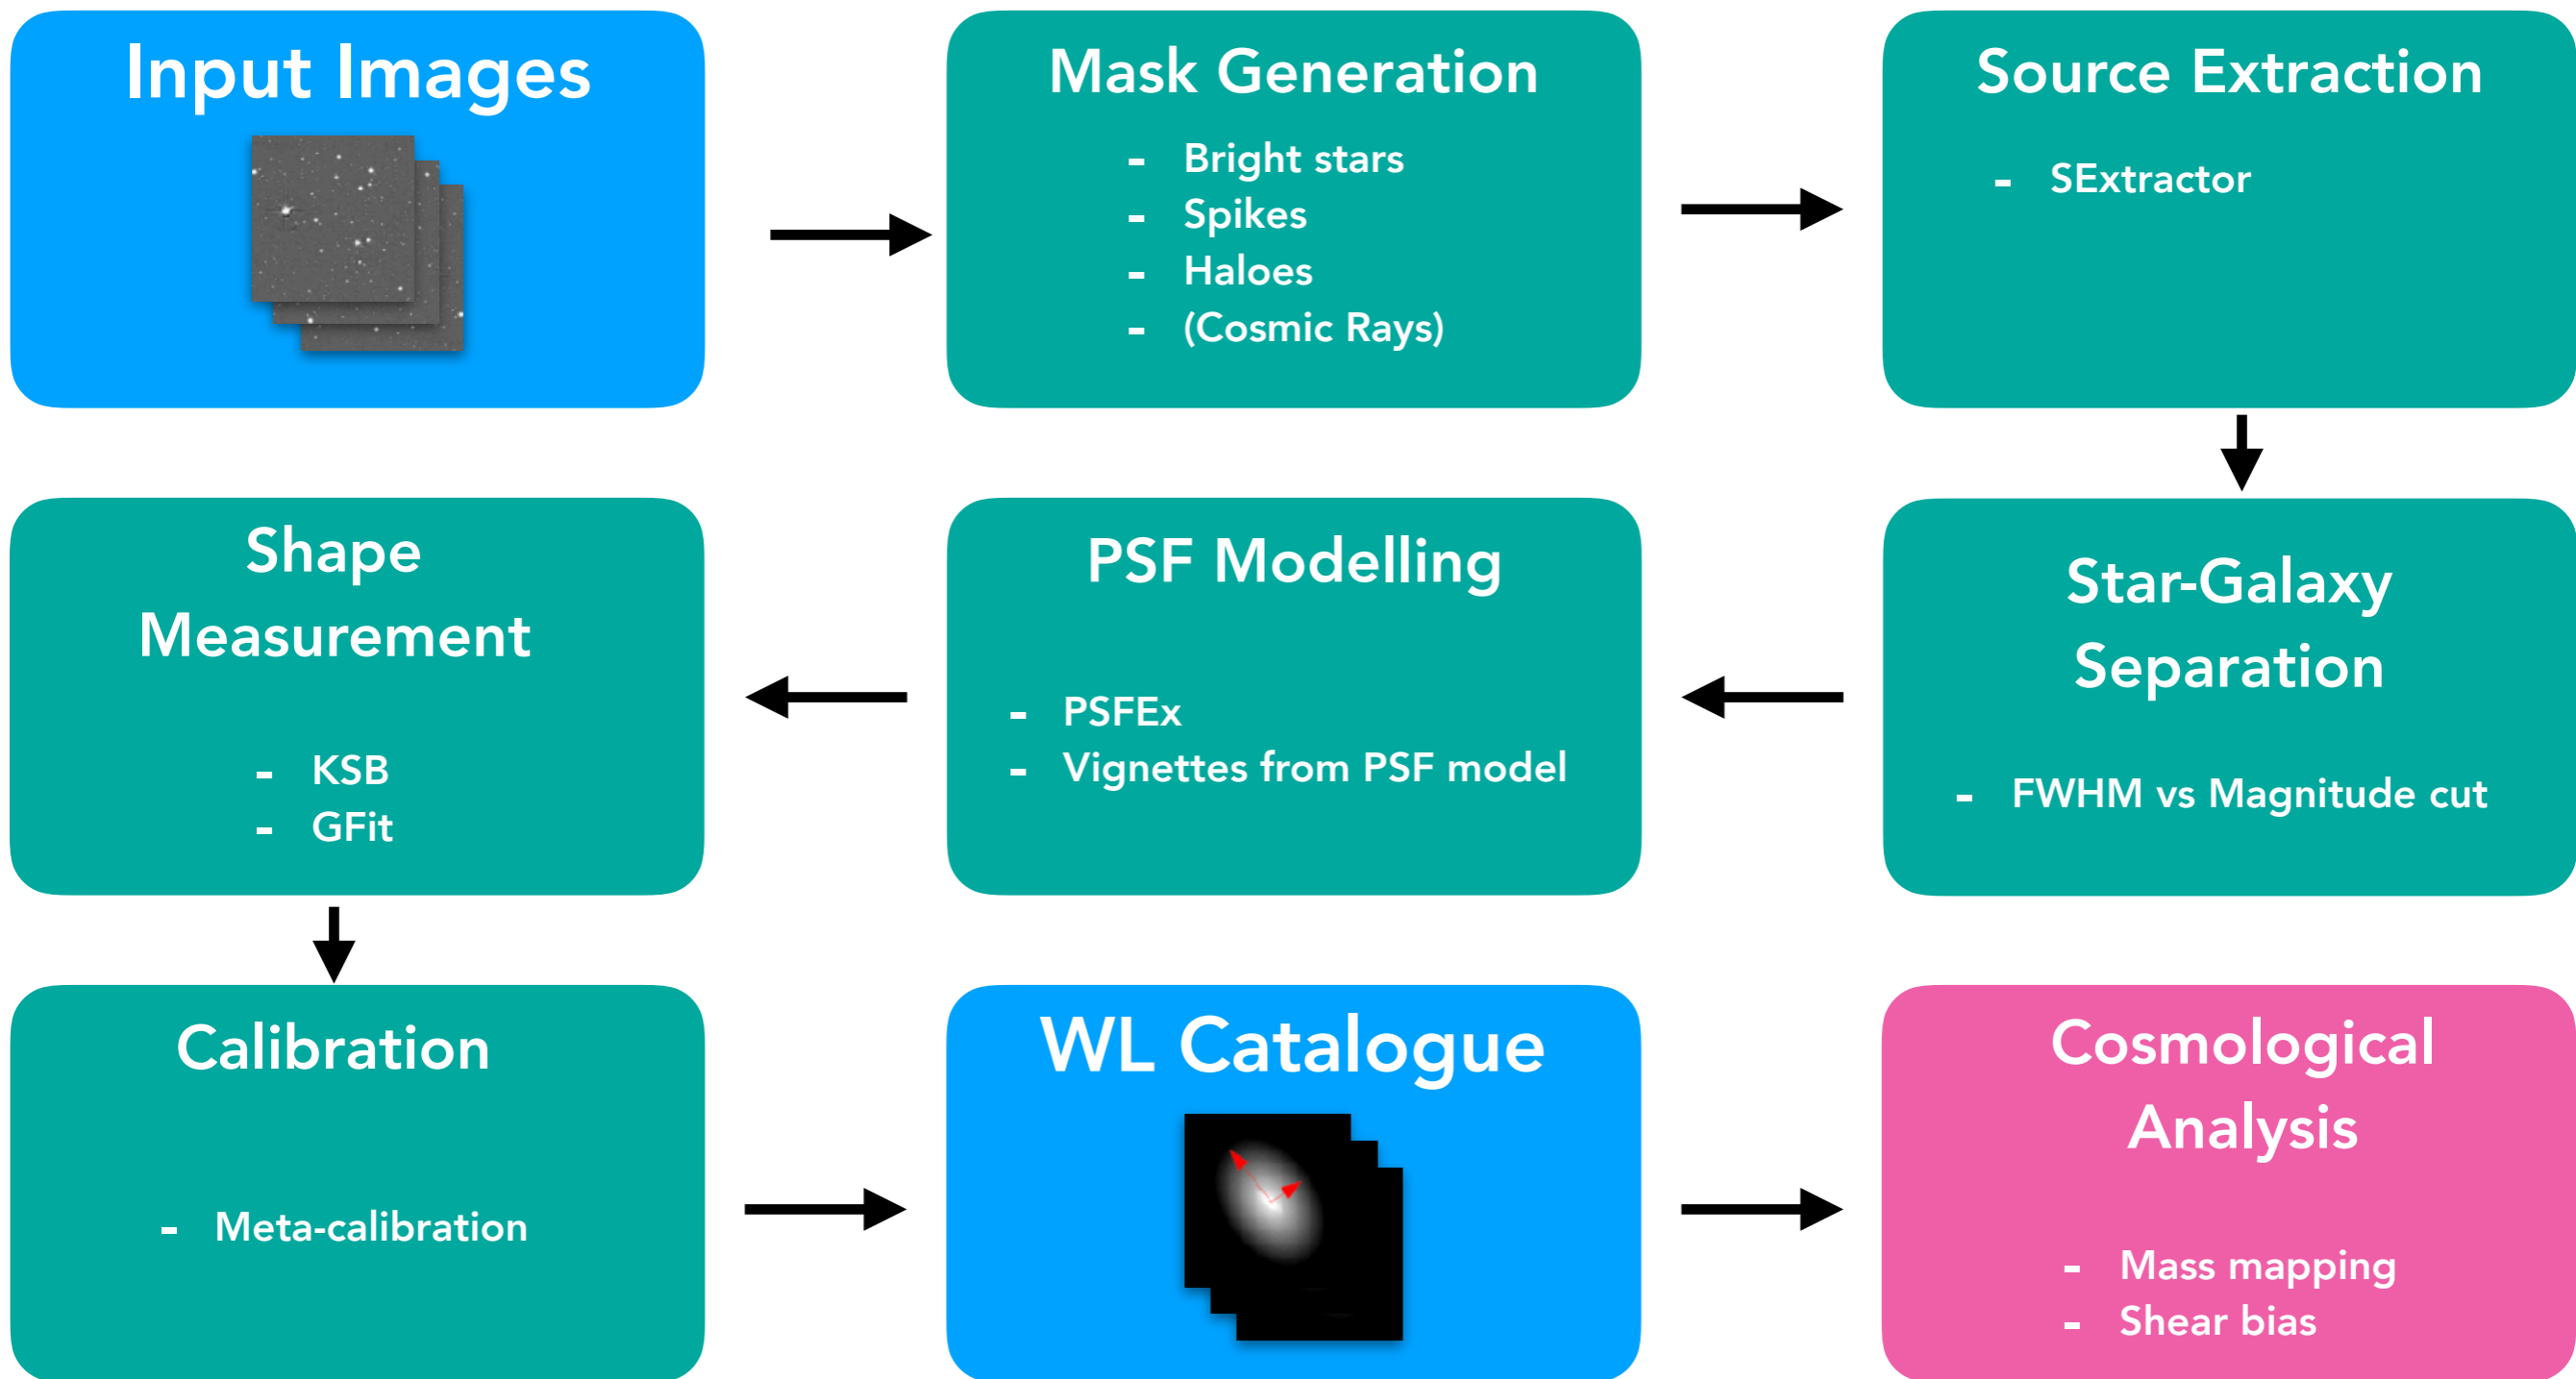 Input Images
Mask Generation
- Bright stars
- Spikes
- Haloes
- (Cosmic Rays)
Source Extraction
- SExtractor
Star-Galaxy
Separation
- FWHM vs Magnitude cut
PSF Modelling
- PSFEx
- Vignettes from PSF model
Shape
Measurement
- KSB
- GFit
Calibration
- Meta-calibration
WL Catalogue
Cosmological
Analysis
- Mass mapping
- Shear bias